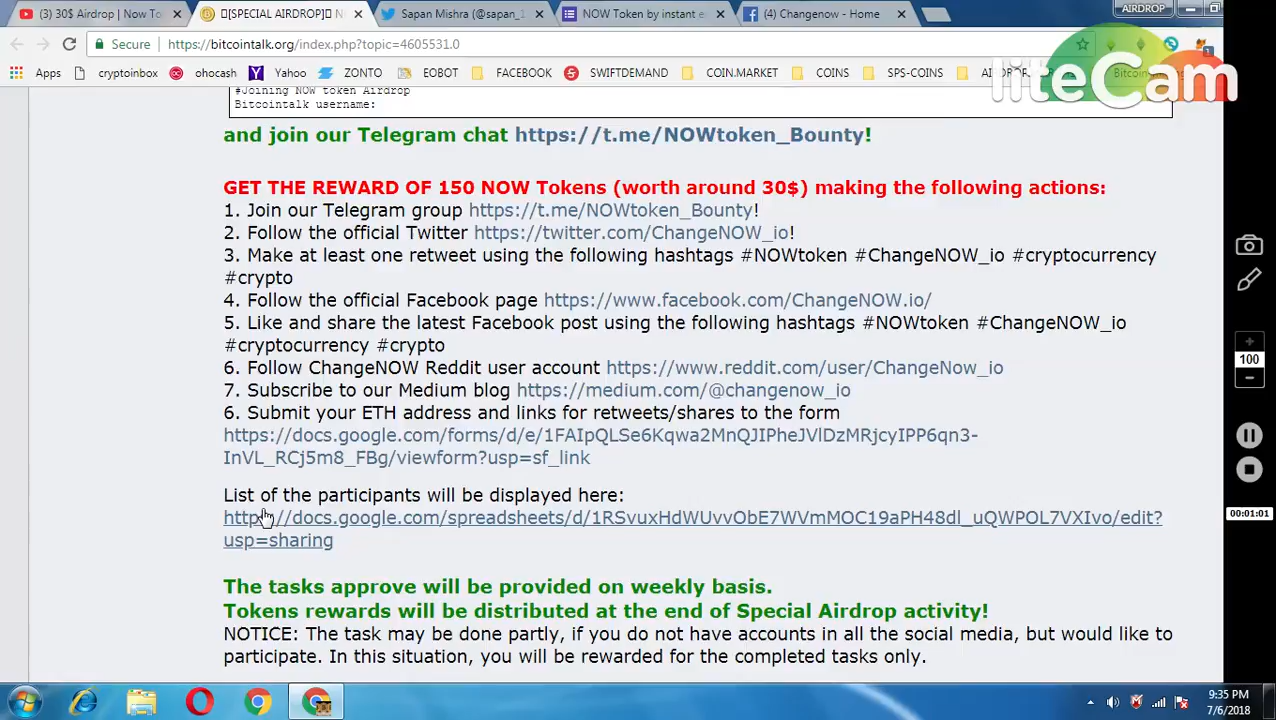 (3) 30$ Airdrop | Now To
[SPECIAL AIRDROP] N
Sapan Mishra (@sapan_
NOW Token by instant e
(4) Changenow - Home
AIRDROP
Secure
https://bitcointalk.org/index.php?topic=4605531.0
Apps
cryptoinbox
ohocash
Yahoo
ZONTO
EOBOT
FACEBOOK
SWIFTDEMAND
COIN.MARKET
COINS
SPS-COINS
liteCam
#Joining NOW token Airdrop
Bitcointalk username:
and join our Telegram chat https://t.me/NOWtoken_Bounty!
GET THE REWARD OF 150 NOW Tokens (worth around 30$) making the following actions:
1. Join our Telegram group https://t.me/NOWtoken_Bounty!
2. Follow the official Twitter https://twitter.com/ChangeNOW_io!
3. Make at least one retweet using the following hashtags #NOWtoken #ChangeNOW_io #cryptocurrency
#crypto
4. Follow the official Facebook page https://www.facebook.com/ChangeNOW.io/
5. Like and share the latest Facebook post using the following hashtags #NOWtoken #ChangeNOW_io
#cryptocurrency #crypto
6. Follow ChangeNOW Reddit user account https://www.reddit.com/user/ChangeNow_io
7. Subscribe to our Medium blog https://medium.com/@changenow_io
6. Submit your ETH address and links for retweets/shares to the form
https://docs.google.com/forms/d/e/1FAIpQLSe6Kqwa2MnQJIPheJVlDzMRjcyIPP6qn3-
InVL_RCj5m8_FBg/viewform?usp=sf_link
List of the participants will be displayed here:
https://docs.google.com/spreadsheets/d/1RSvuxHdWUvvObE7WVmMOC19aPH48dl_uQWPOL7VXIvo/edit?
usp=sharing
The tasks approve will be provided on weekly basis.
Tokens rewards will be distributed at the end of Special Airdrop activity!
NOTICE: The task may be done partly, if you do not have accounts in all the social media, but would like to
participate. In this situation, you will be rewarded for the completed tasks only.
100
00:01:01
9:35 PM
7/6/2018